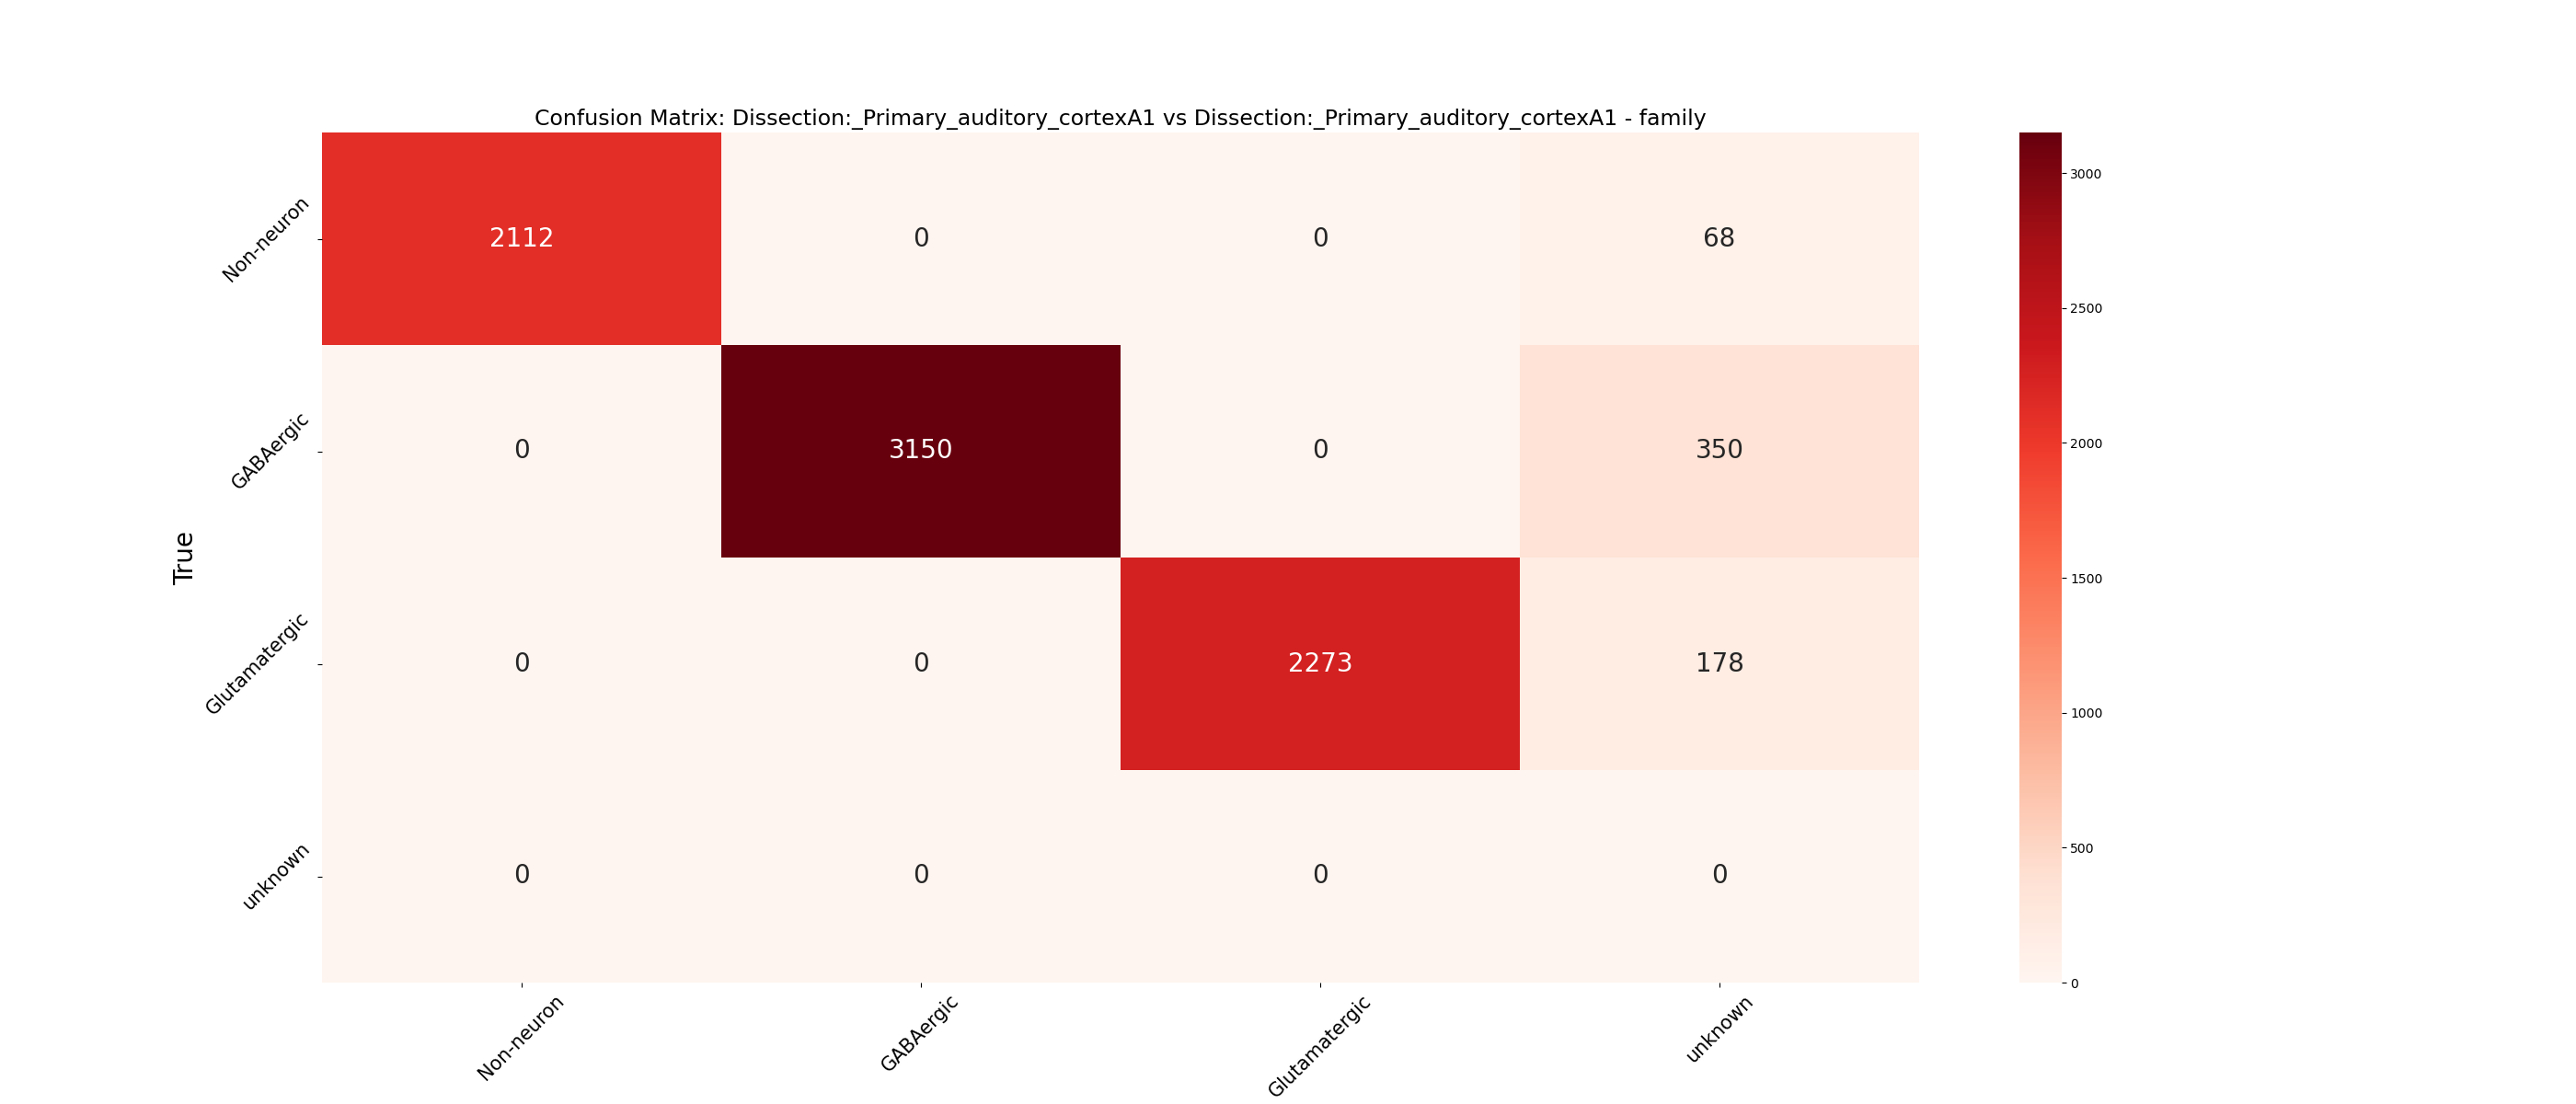 Confusion Matrix: Dissection:_Primary_auditory_cortexA1 vs Dissection:_Primary_auditory_cortexA1 - family
True
Non-neuron
2112
0
0
68
GABAergic
0
3150
0
350
Glutamatergic
0
0
2273
178
unknown
0
0
0
0
Non-neuron
GABAergic
Glutamatergic
unknown
3000
2500
2000
1500
1000
500
0